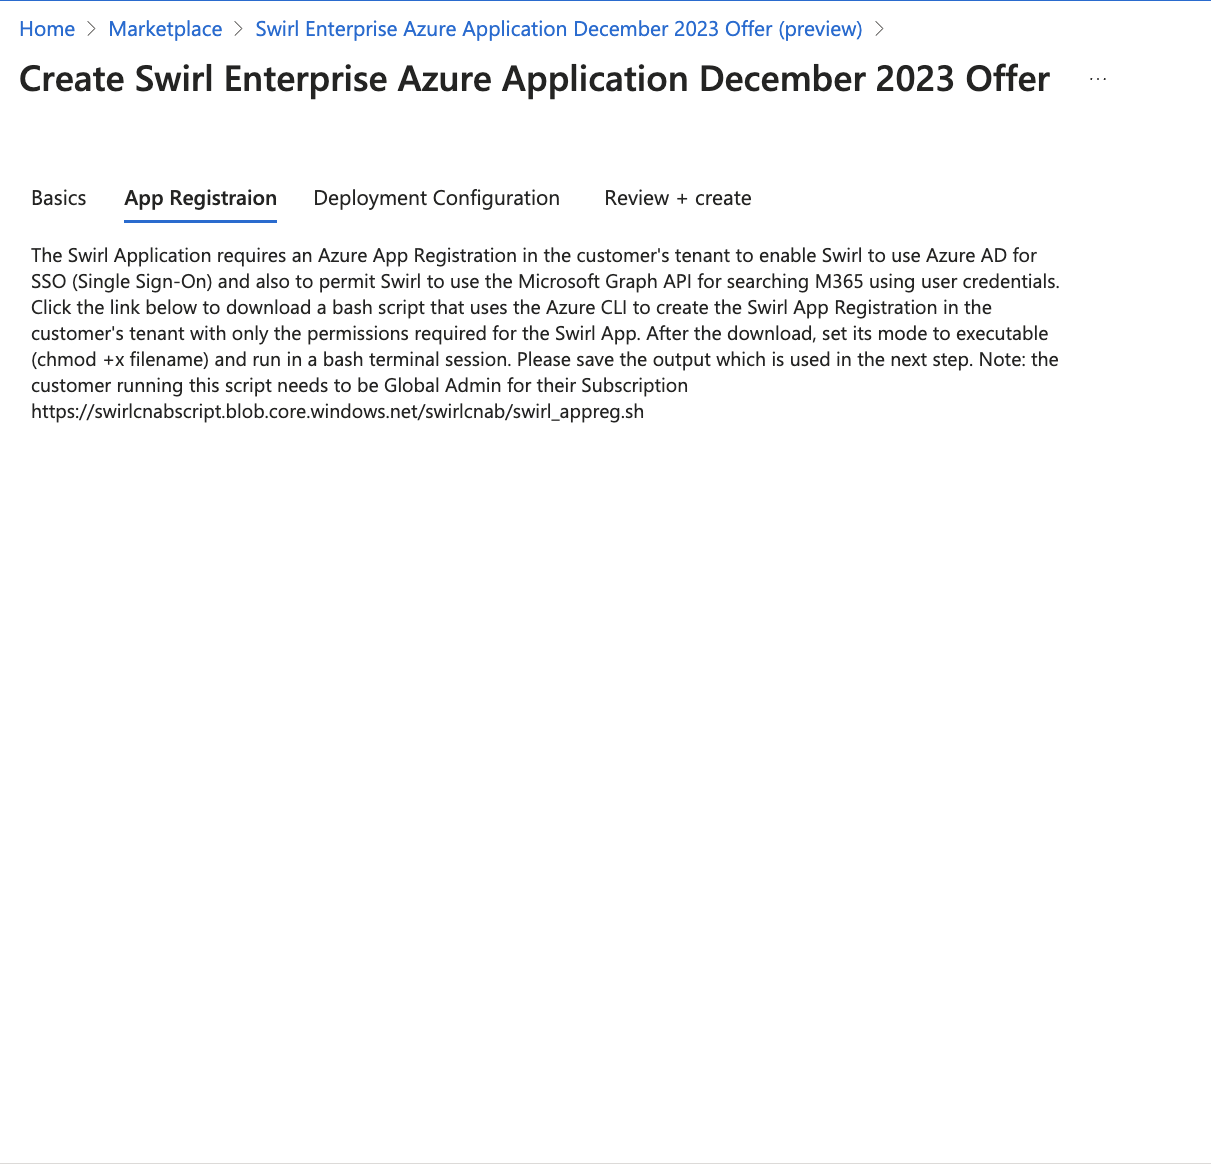 Home > Marketplace > Swirl Enterprise Azure Application December 2023 Offer (preview) >
Create Swirl Enterprise Azure Application December 2023 Offer ...
Basics App Registraion Deployment Configuration Review + create
The Swirl Application requires an Azure App Registration in the customer's tenant to enable Swirl to use Azure AD for
SSO (Single Sign-On) and also to permit Swirl to use the Microsoft Graph API for searching M365 using user credentials.
Click the link below to download a bash script that uses the Azure CLI to create the Swirl App Registration in the
customer's tenant with only the permissions required for the Swirl App. After the download, set its mode to executable
(chmod +x filename) and run in a bash terminal session. Please save the output which is used in the next step. Note: the
customer running this script needs to be Global Admin for their Subscription
https://swirlcnabscript.blob.core.windows.net/swirlcnab/swirl_appreg.sh